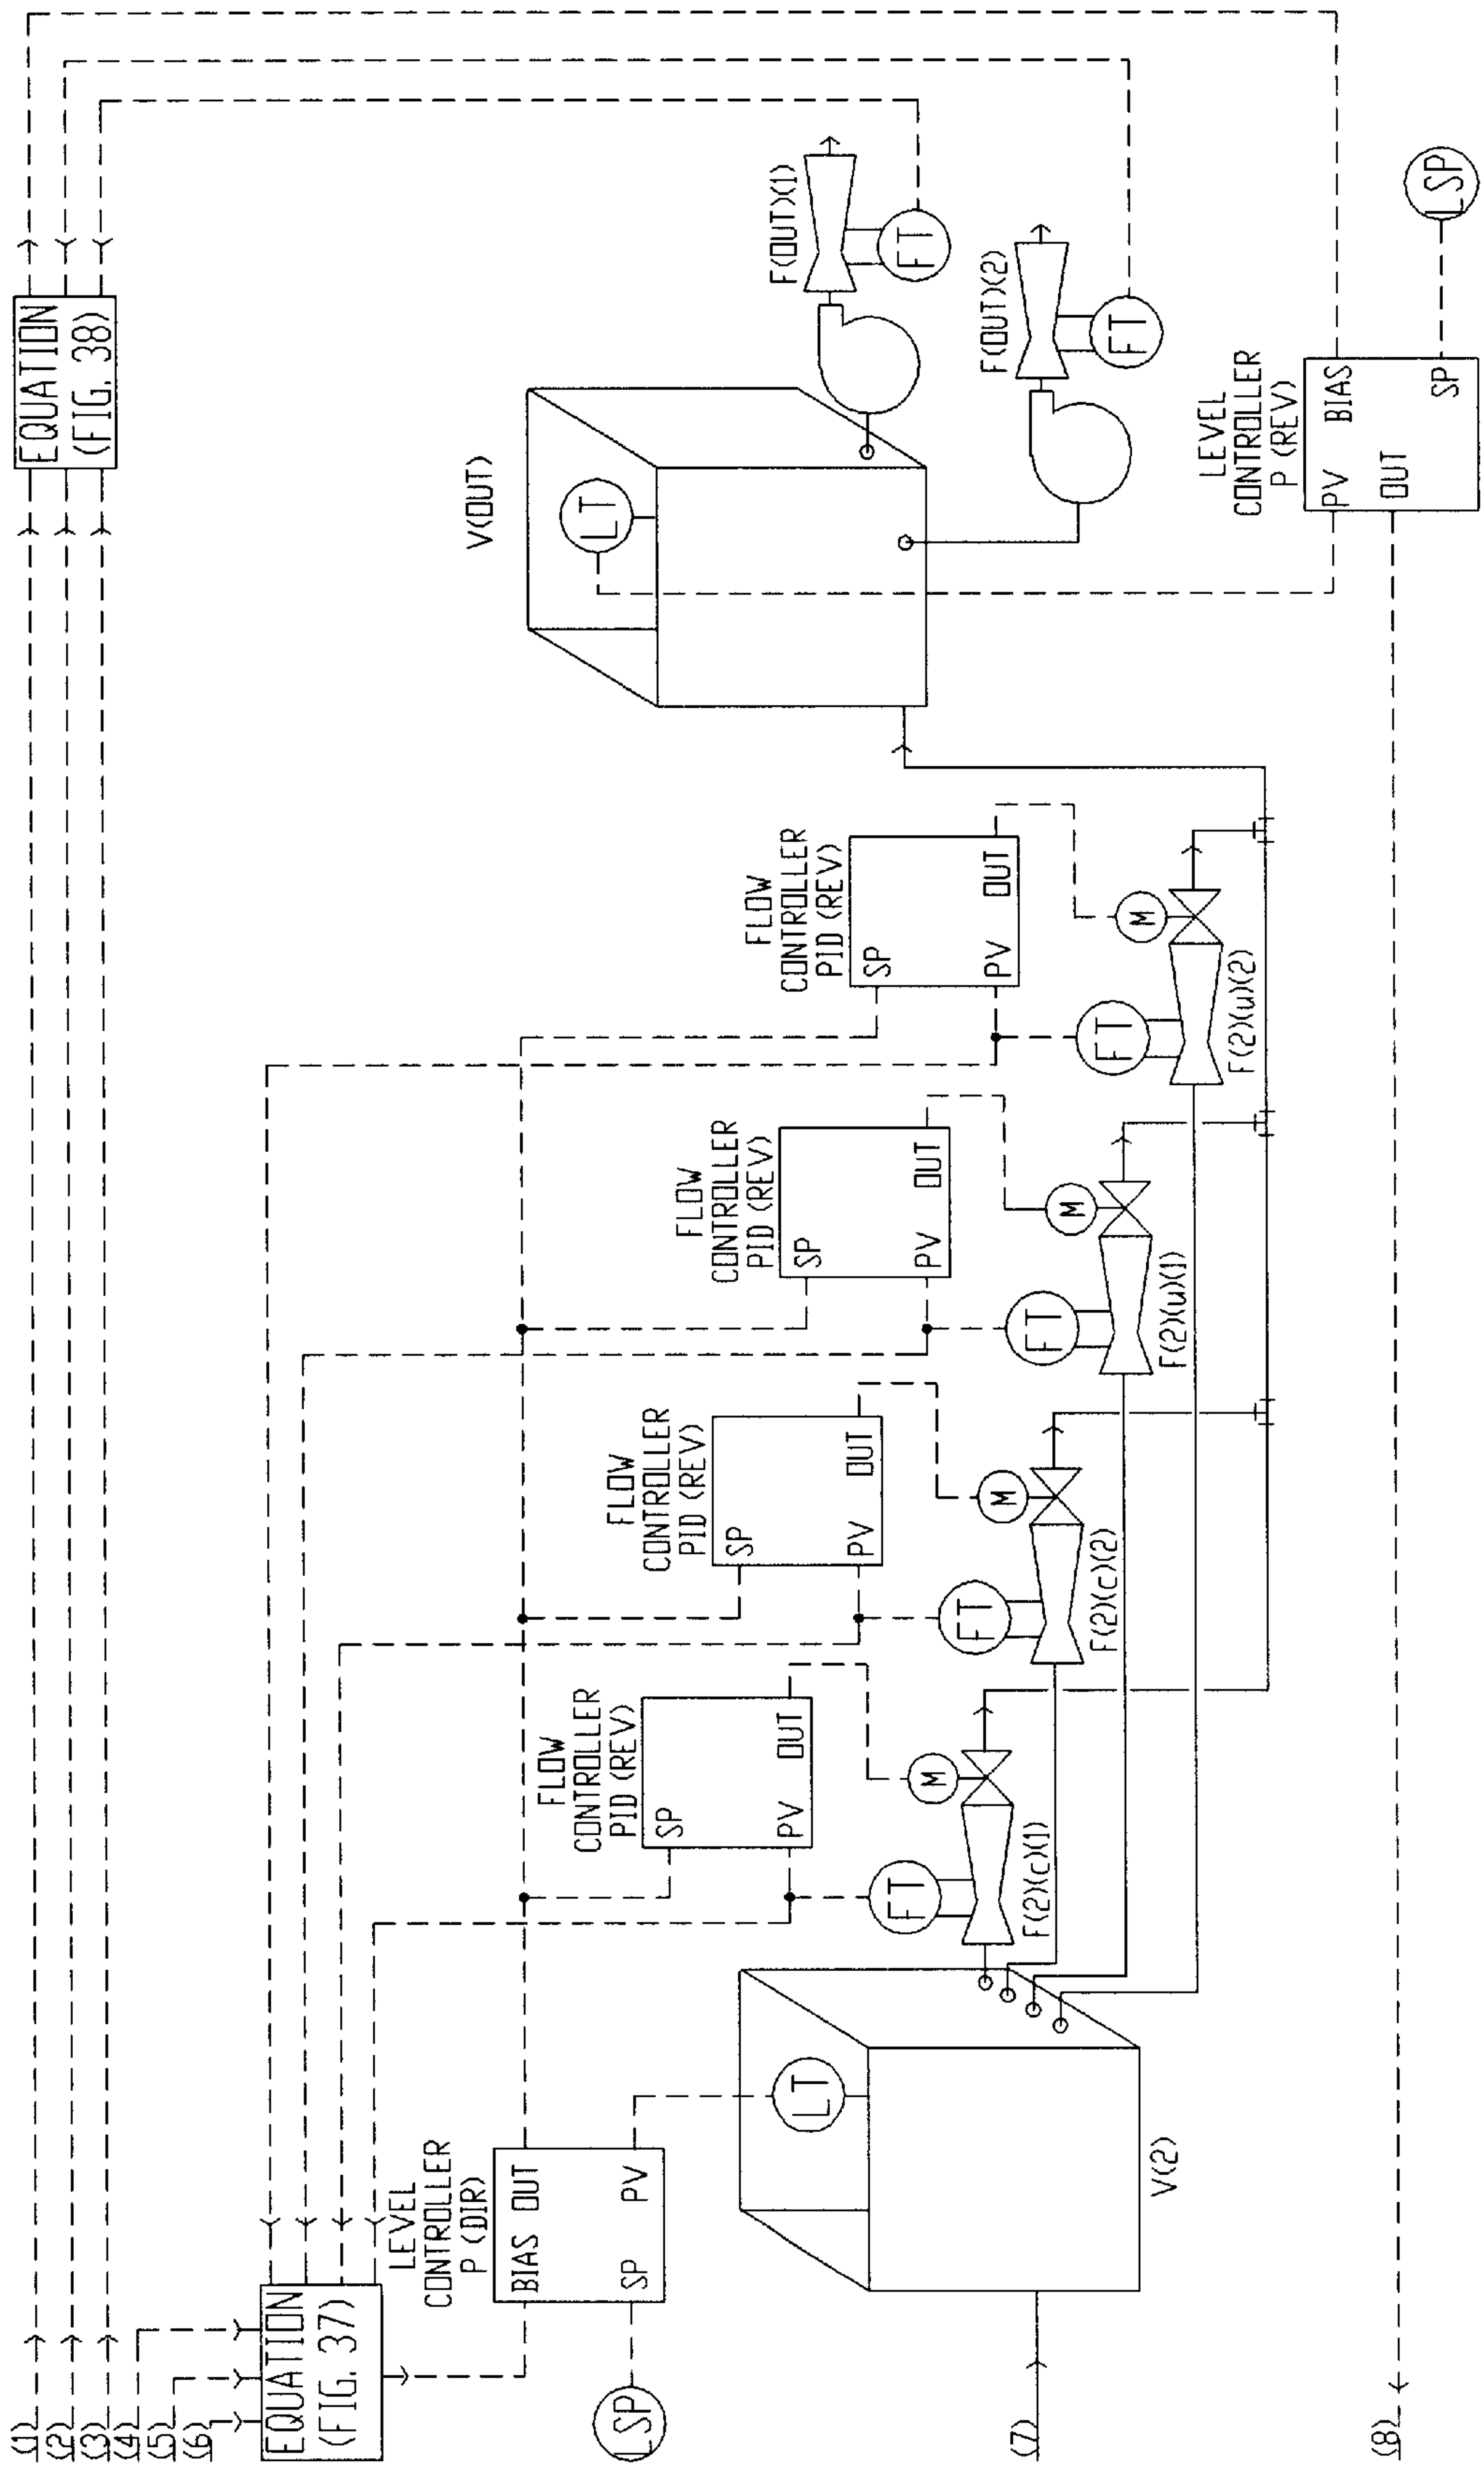 (1)
(2)
(3)
(4)
(5)
(6)
EQUATION
(FIG. 37)
EQUATION
(FIG. 38)
LEVEL
CONTROLLER
P (DIR)
BIAS OUT
SP PV
LSP
LT
V(2)
(7)
FLOW
CONTROLLER
PID (REV)
SP
PV OUT
FT
M
F(2)(c)(1)
FLOW
CONTROLLER
PID (REV)
SP
PV OUT
FT
M
F(2)(c)(2)
FLOW
CONTROLLER
PID (REV)
SP
PV OUT
FT
M
F(2)(u)(1)
FLOW
CONTROLLER
PID (REV)
SP
PV OUT
FT
M
F(2)(u)(2)
V(OUT)
LT
F(OUT)(1)
FT
F(OUT)(2)
FT
LEVEL
CONTROLLER
P (REV)
PV BIAS
OUT
SP
LSP
(8)